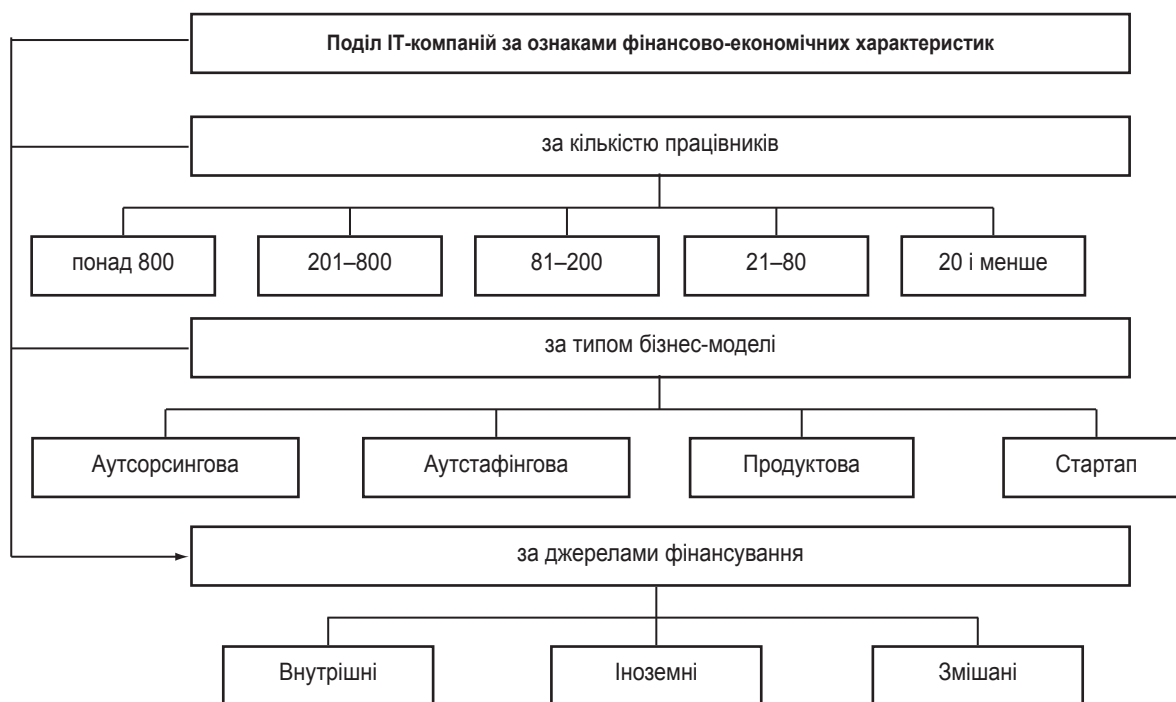 Поділ ІТ-компаній за ознаками фінансово-економічних характеристик
за кількістю працівників
понад 800
201–800
81–200
21–80
20 і менше
за типом бізнес-моделі
Аутсорсингова
Аутстафінгова
Продуктова
Стартап
за джерелами фінансування
Внутрішні
Іноземні
Змішані